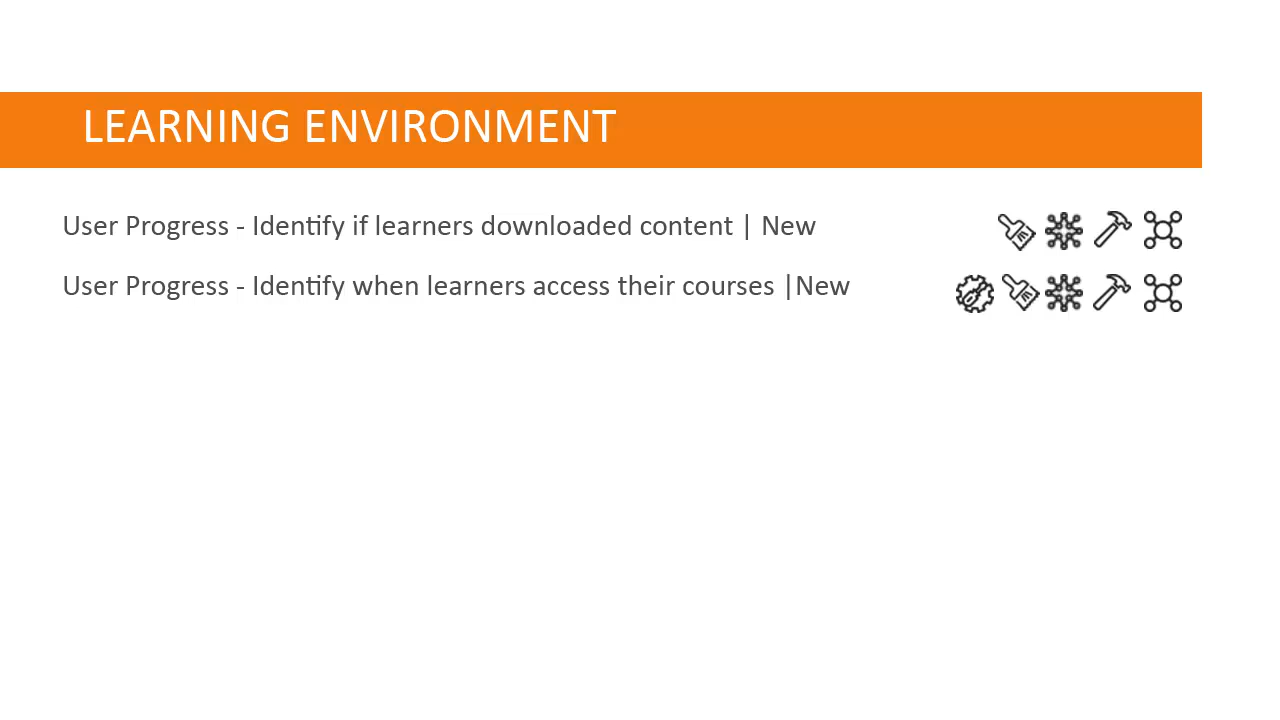 LEARNING ENVIRONMENT
User Progress - Identify if learners downloaded content | New
User Progress - Identify when learners access their courses |New